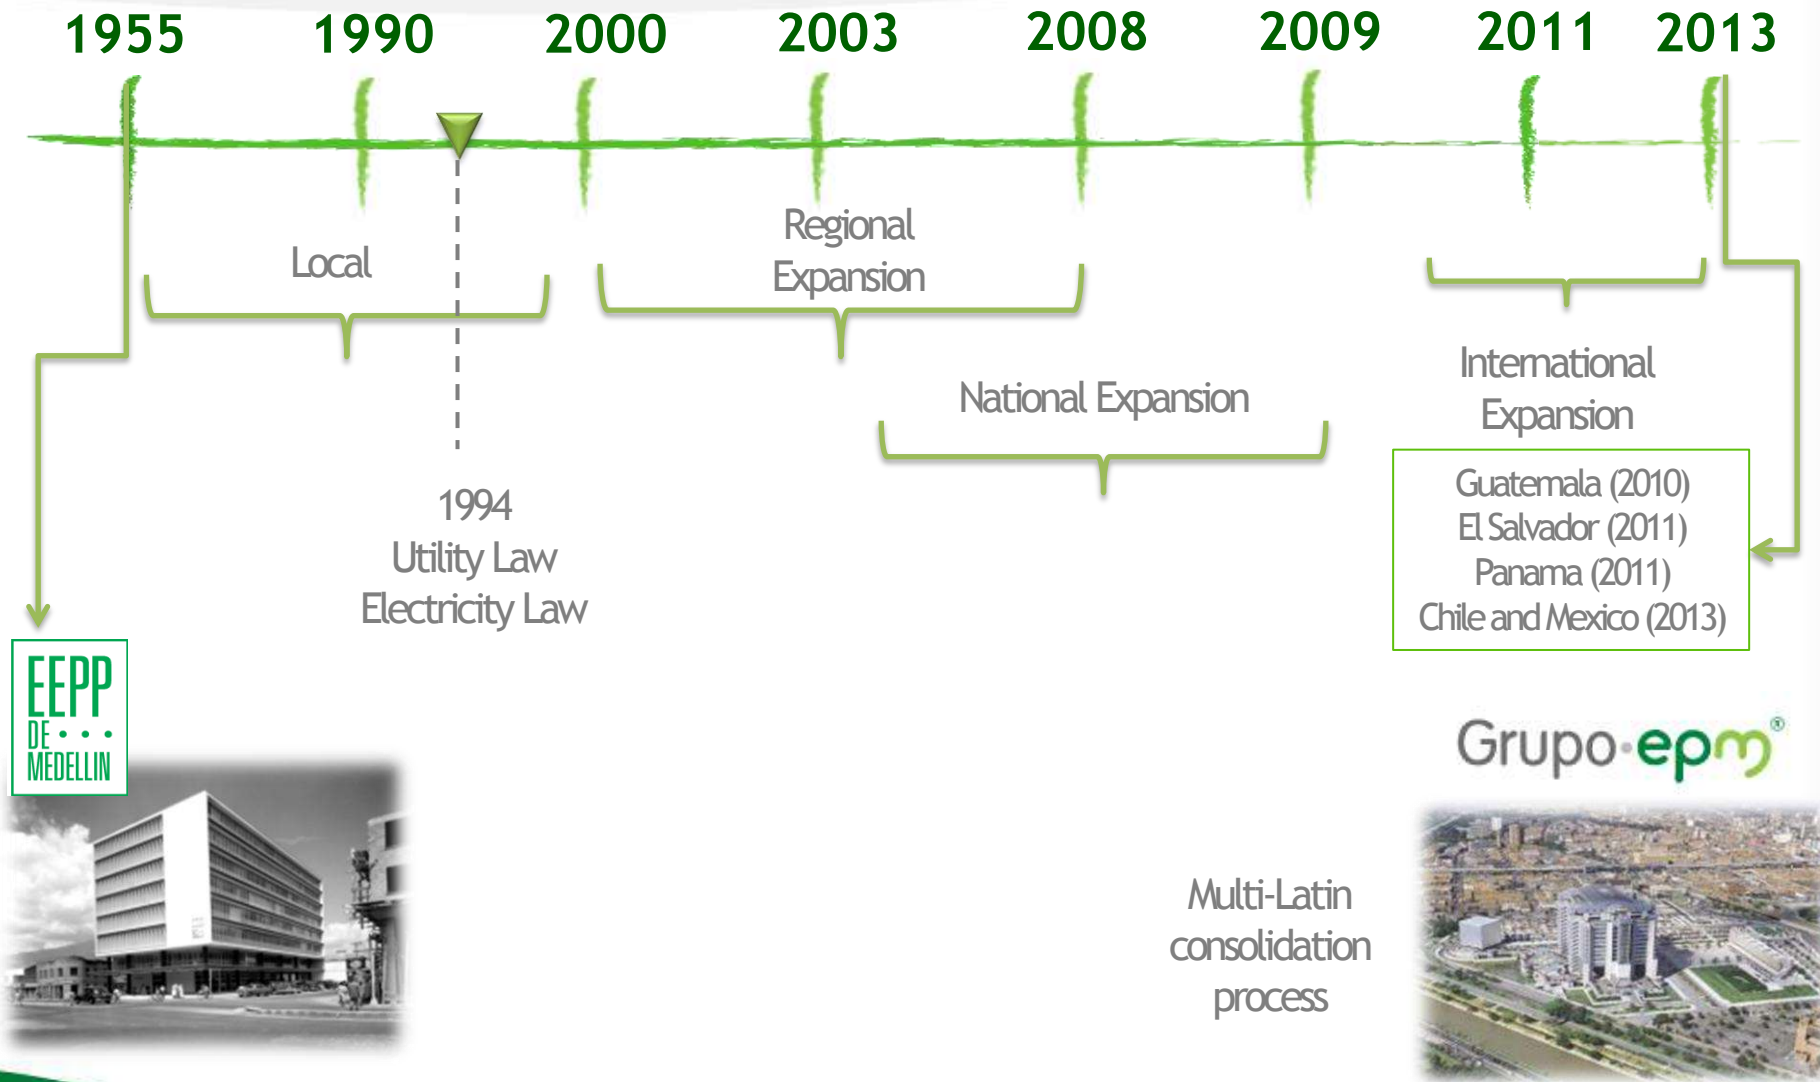 1955 1990 2000 2003 2008 2009 2011 2013
Local
Regional
Expansion
National Expansion
International
Expansion
1994
Utility Law
Electricity Law
Guatemala (2010)
El Salvador (2011)
Panama (2011)
Chile and Mexico (2013)
EEPP
DE
MEDELLIN
Grupo·epm®
Multi-Latin
consolidation
process